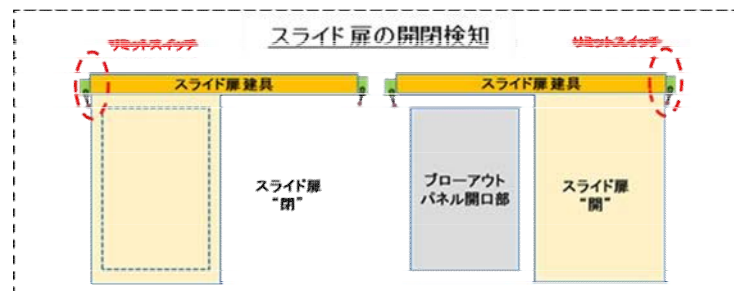 スライド扉の開閉検知
リミットスイッチ
リミットスイッチ
スライド扉建具
スライド扉建具
スライド扉
“閉”
ブローアウト
パネル開口部
スライド扉
“開”